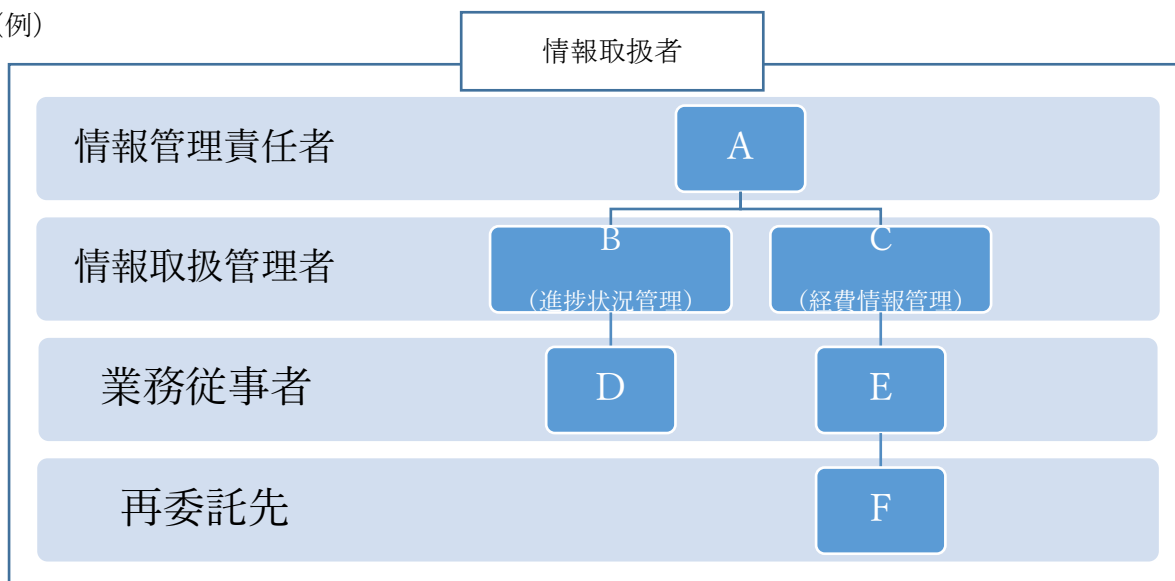 (例)
情報取扱者
情報管理責任者
A
情報取扱管理者
B
(進捗状況管理)
C
(経費情報管理)
業務従事者
D
E
再委託先
F